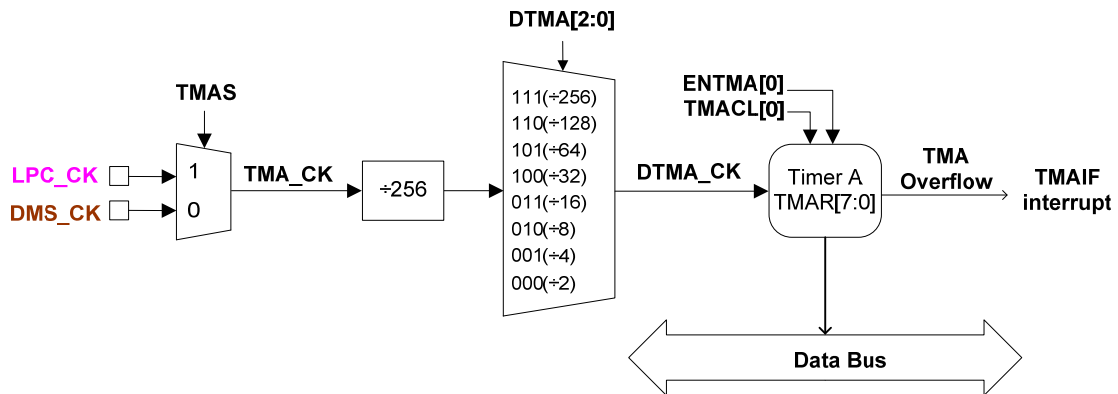 DTMA[2:0]
TMAS
ENTMA[0]
TMACL[0]
111(÷256)
110(÷128)
101(÷64)
100(÷32)
011(÷16)
010(÷8)
001(÷4)
000(÷2)
LPC_CK
DMS_CK
1
0
TMA_CK
÷256
DTMA_CK
Timer A
TMAR[7:0]
TMA
Overflow
TMAIF
interrupt
Data Bus